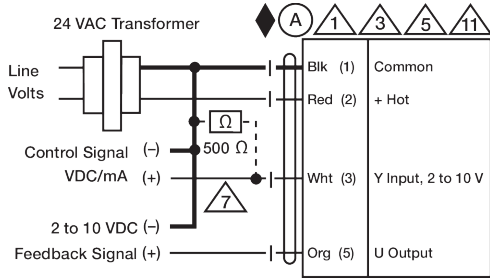 24 VAC Transformer
A 1 3 5 11
Line Volts
Blk (1) Common
Red (2) + Hot
Ω
500 Ω
Control Signal (–)
VDC/mA (+)
Wht (3) Y Input, 2 to 10 V
7
2 to 10 VDC (–)
Feedback Signal (+)
Org (5) U Output